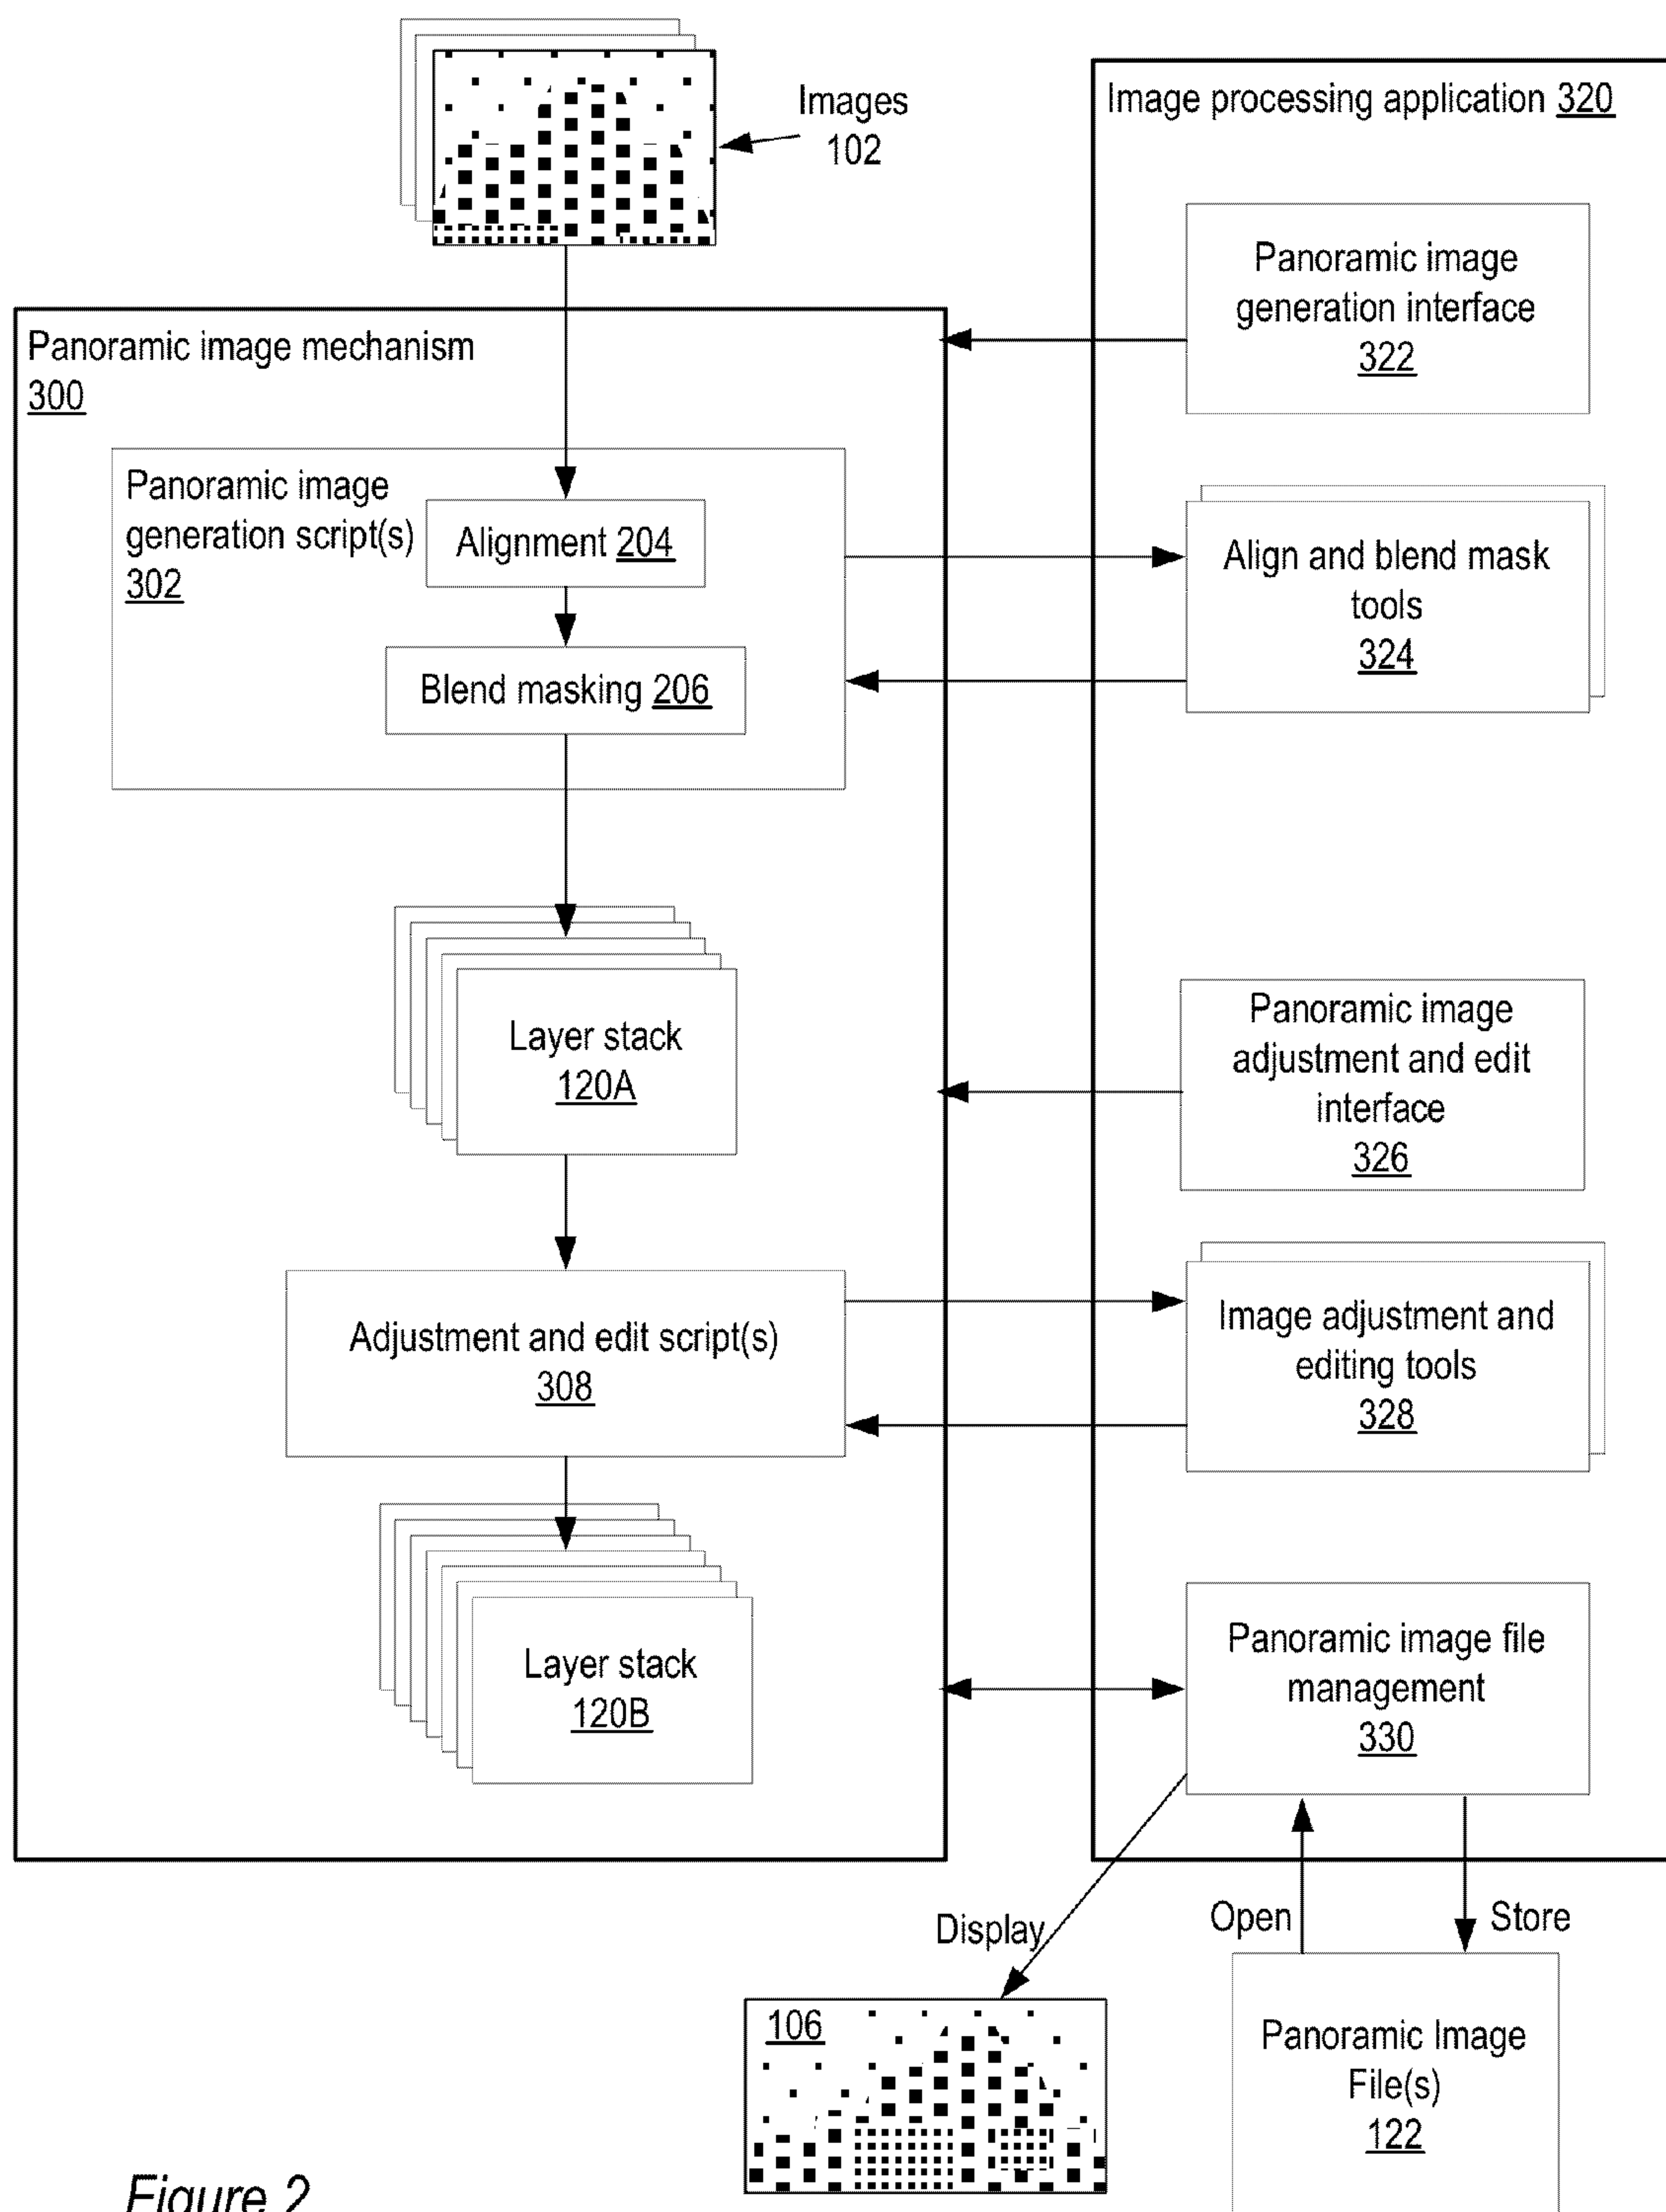 Images
102
Image processing application 320
Panoramic image
generation interface
322
Panoramic image mechanism
300
Panoramic image
generation script(s)
302
Alignment 204
Blend masking 206
Align and blend mask
tools
324
Layer stack
120A
Panoramic image
adjustment and edit
interface
326
Adjustment and edit script(s)
308
Image adjustment and
editing tools
328
Layer stack
120B
Panoramic image file
management
330
Display
Open
Store
106
Panoramic Image
File(s)
122
Figure 2